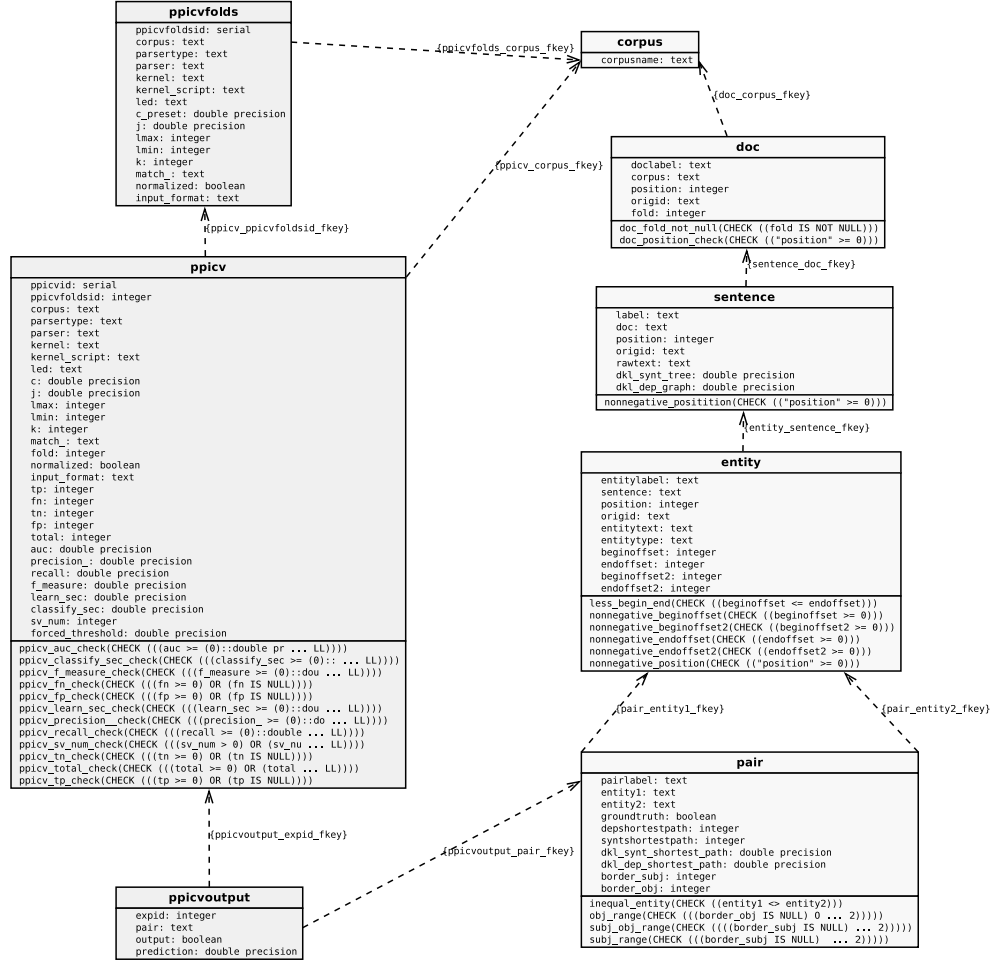 ppicvfolds
ppicvfoldsid: serial
corpus: text
parsertype: text
parser: text
kernel: text
kernel_script: text
led: text
c_preset: double precision
j: double precision
lmax: integer
lmin: integer
k: integer
match_: text
normalized: boolean
input_format: text
{ppicvfolds_corpus_fkey}
corpus
corpusname: text
{doc_corpus_fkey}
{ppicv_corpus_fkey}
{ppicv_ppicvfoldsid_fkey}
doc
doclabel: text
corpus: text
position: integer
origid: text
fold: integer
doc_fold_not_null(CHECK ((fold IS NOT NULL)))
doc_position_check(CHECK (("position" >= 0)))
{sentence_doc_fkey}
ppicv
ppicvid: serial
ppicvfoldsid: integer
corpus: text
parsertype: text
parser: text
kernel: text
kernel_script: text
led: text
c: double precision
j: double precision
lmax: integer
lmin: integer
k: integer
match_: text
fold: integer
normalized: boolean
input_format: text
tp: integer
fn: integer
tn: integer
fp: integer
total: integer
auc: double precision
precision_: double precision
recall: double precision
f_measure: double precision
learn_sec: double precision
classify_sec: double precision
sv_num: integer
forced_threshold: double precision
ppicv_auc_check(CHECK (((auc >= (0)::double pr ... LL))))
ppicv_classify_sec_check(CHECK (((classify_sec >= (0):: ... LL))))
ppicv_f_measure_check(CHECK (((f_measure >= (0)::dou ... LL))))
ppicv_fn_check(CHECK (((fn >= 0) OR (fn IS NULL))))
ppicv_fp_check(CHECK (((fp >= 0) OR (fp IS NULL))))
ppicv_learn_sec_check(CHECK (((learn_sec >= (0)::dou ... LL))))
ppicv_precision__check(CHECK (((precision_ >= (0)::do ... LL))))
ppicv_recall_check(CHECK (((recall >= (0)::double ... LL))))
ppicv_sv_num_check(CHECK (((sv_num > 0) OR (sv_nu ... LL))))
ppicv_tn_check(CHECK (((tn >= 0) OR (tn IS NULL))))
ppicv_total_check(CHECK (((total >= 0) OR (total ... LL))))
ppicv_tp_check(CHECK (((tp >= 0) OR (tp IS NULL))))
sentence
label: text
doc: text
position: integer
origid: text
rawtext: text
dkl_synt_tree: double precision
dkl_dep_graph: double precision
nonnegative_positition(CHECK (("position" >= 0)))
{entity_sentence_fkey}
entity
entitylabel: text
sentence: text
position: integer
origid: text
entitytext: text
entitytype: text
beginoffset: integer
endoffset: integer
beginoffset2: integer
endoffset2: integer
less_begin_end(CHECK ((beginoffset <= endoffset)))
nonnegative_beginoffset(CHECK ((beginoffset >= 0)))
nonnegative_beginoffset2(CHECK ((beginoffset2 >= 0)))
nonnegative_endoffset(CHECK ((endoffset >= 0)))
nonnegative_endoffset2(CHECK ((endoffset2 >= 0)))
nonnegative_position(CHECK (("position" >= 0)))
{pair_entity1_fkey}
{pair_entity2_fkey}
pair
pairlabel: text
entity1: text
entity2: text
groundtruth: boolean
depshortestpath: integer
syntshortestpath: integer
dkl_synt_shortest_path: double precision
dkl_dep_shortest_path: double precision
border_subj: integer
border_obj: integer
inequal_entity(CHECK ((entity1 <> entity2)))
obj_range(CHECK (((border_obj IS NULL) O ... 2)))))
subj_obj_range(CHECK ((((border_subj IS NULL) ... 2)))))
subj_range(CHECK (((border_subj IS NULL)  ... 2)))))
{ppicvoutput_expid_fkey}
{ppicvoutput_pair_fkey}
ppicvoutput
expid: integer
pair: text
output: boolean
prediction: double precision